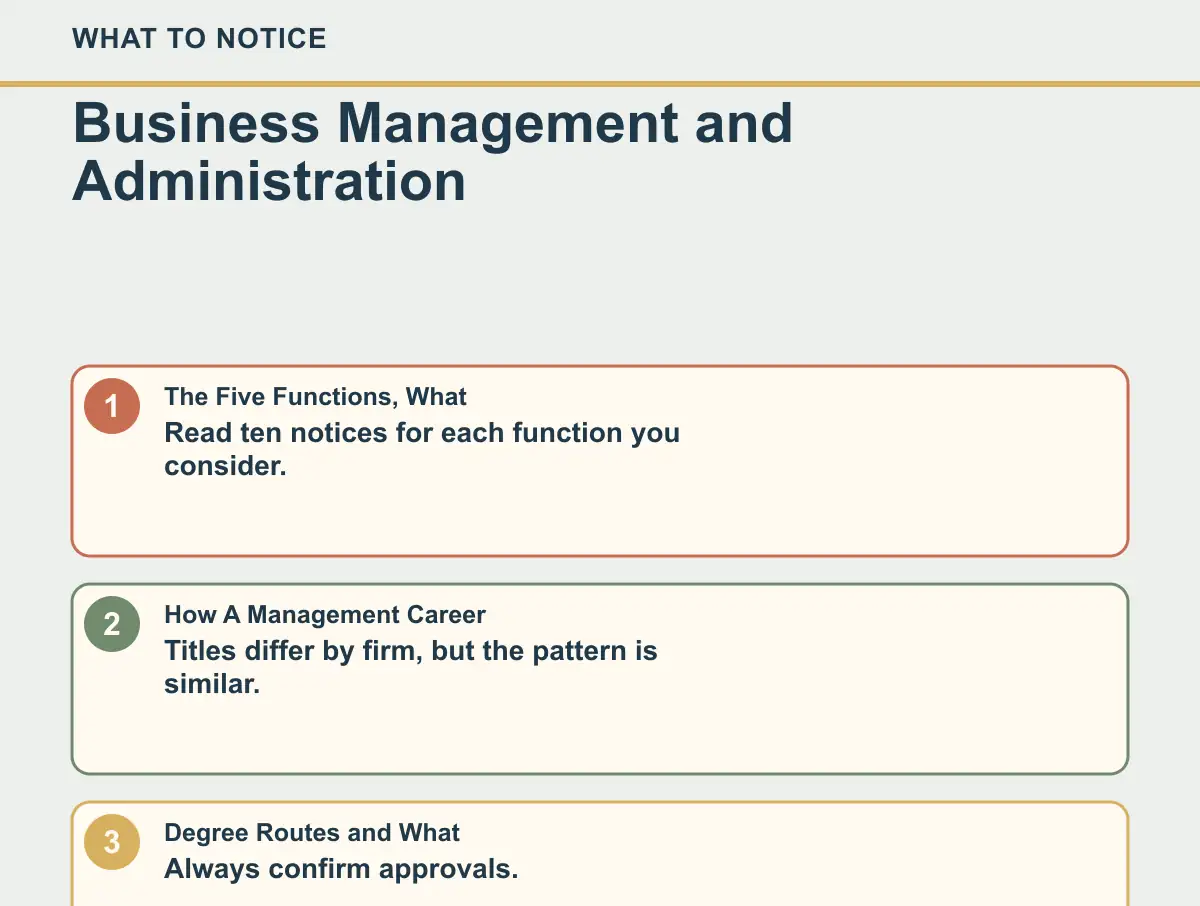 WHAT TO NOTICE
Business Management and
Administration
1
The Five Functions, What
Read ten notices for each function you
consider.
2
How A Management Career
Titles differ by firm, but the pattern is
similar.
3
Degree Routes and What
Always confirm approvals.